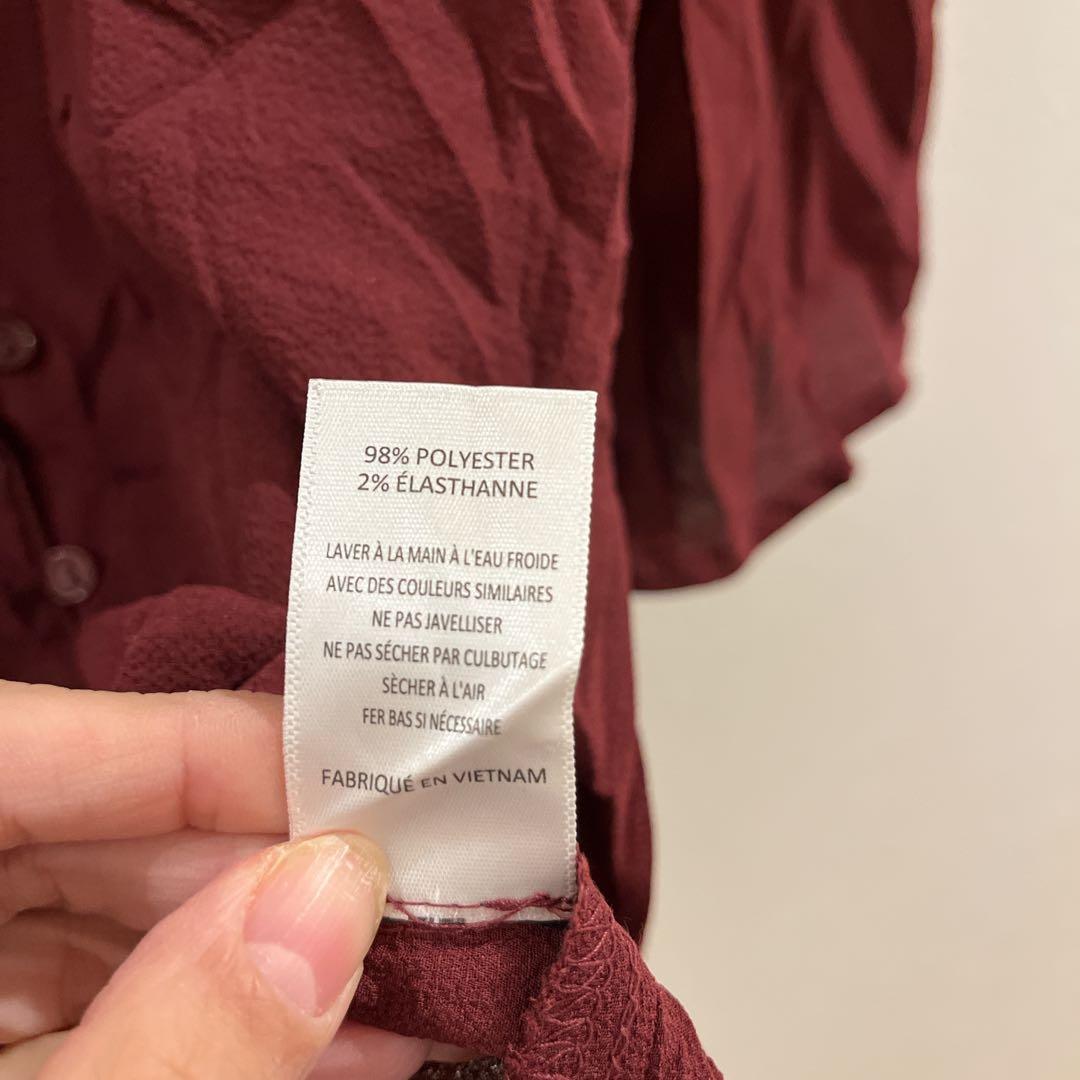 98% POLYESTER
2% ÉLASTHANNE
LAVER À LA MAIN À L'EAU FROIDE
AVEC DES COULEURS SIMILAIRES
NE PAS JAVELLISER
NE PAS SÉCHER PAR CULBUTAGE
SÈCHER À L'AIR
FER BAS SI NÉCESSAIRE
FABRIQUÉ EN VIETNAM